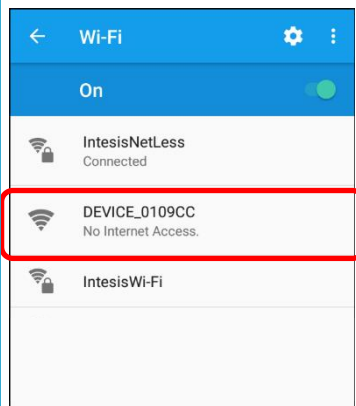 Wi-Fi
On
IntesisNetLess
Connected
DEVICE_0109CC
No Internet Access.
IntesisWi-Fi